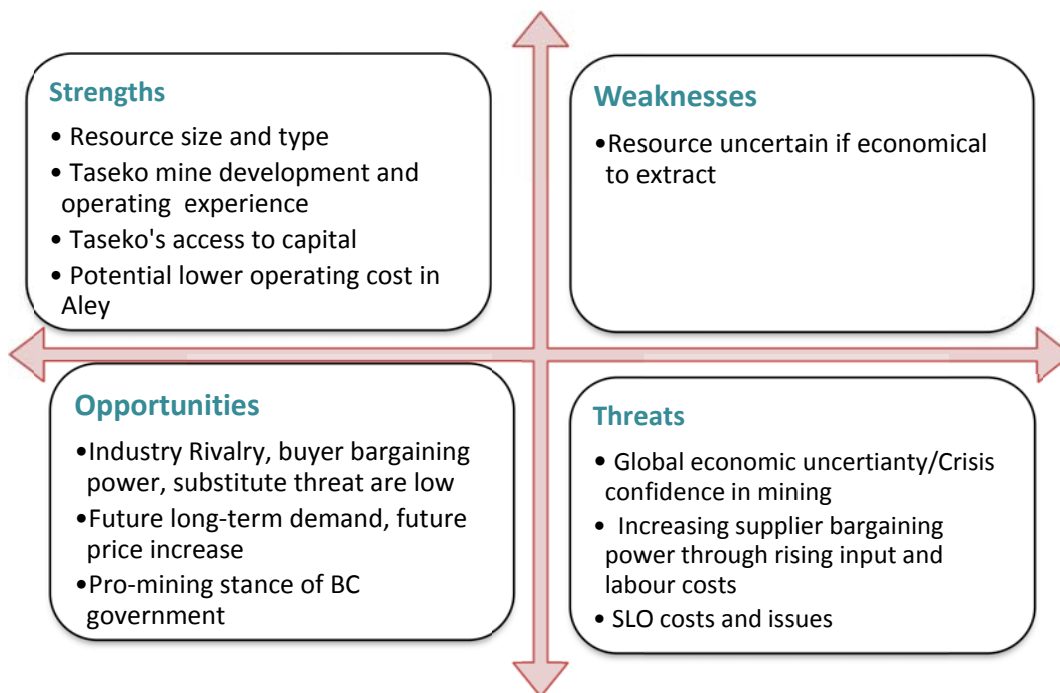 Strengths
• Resource size and type
• Taseko mine development and
operating experience
• Taseko's access to capital
• Potential lower operating cost in
Aley
Weaknesses
•Resource uncertain if economical
to extract
Opportunities
•Industry Rivalry, buyer bargaining
power, substitute threat are low
•Future long-term demand, future
price increase
•Pro-mining stance of BC
government
Threats
• Global economic uncertianty/Crisis
confidence in mining
• Increasing supplier bargaining
power through rising input and
labour costs
• SLO costs and issues